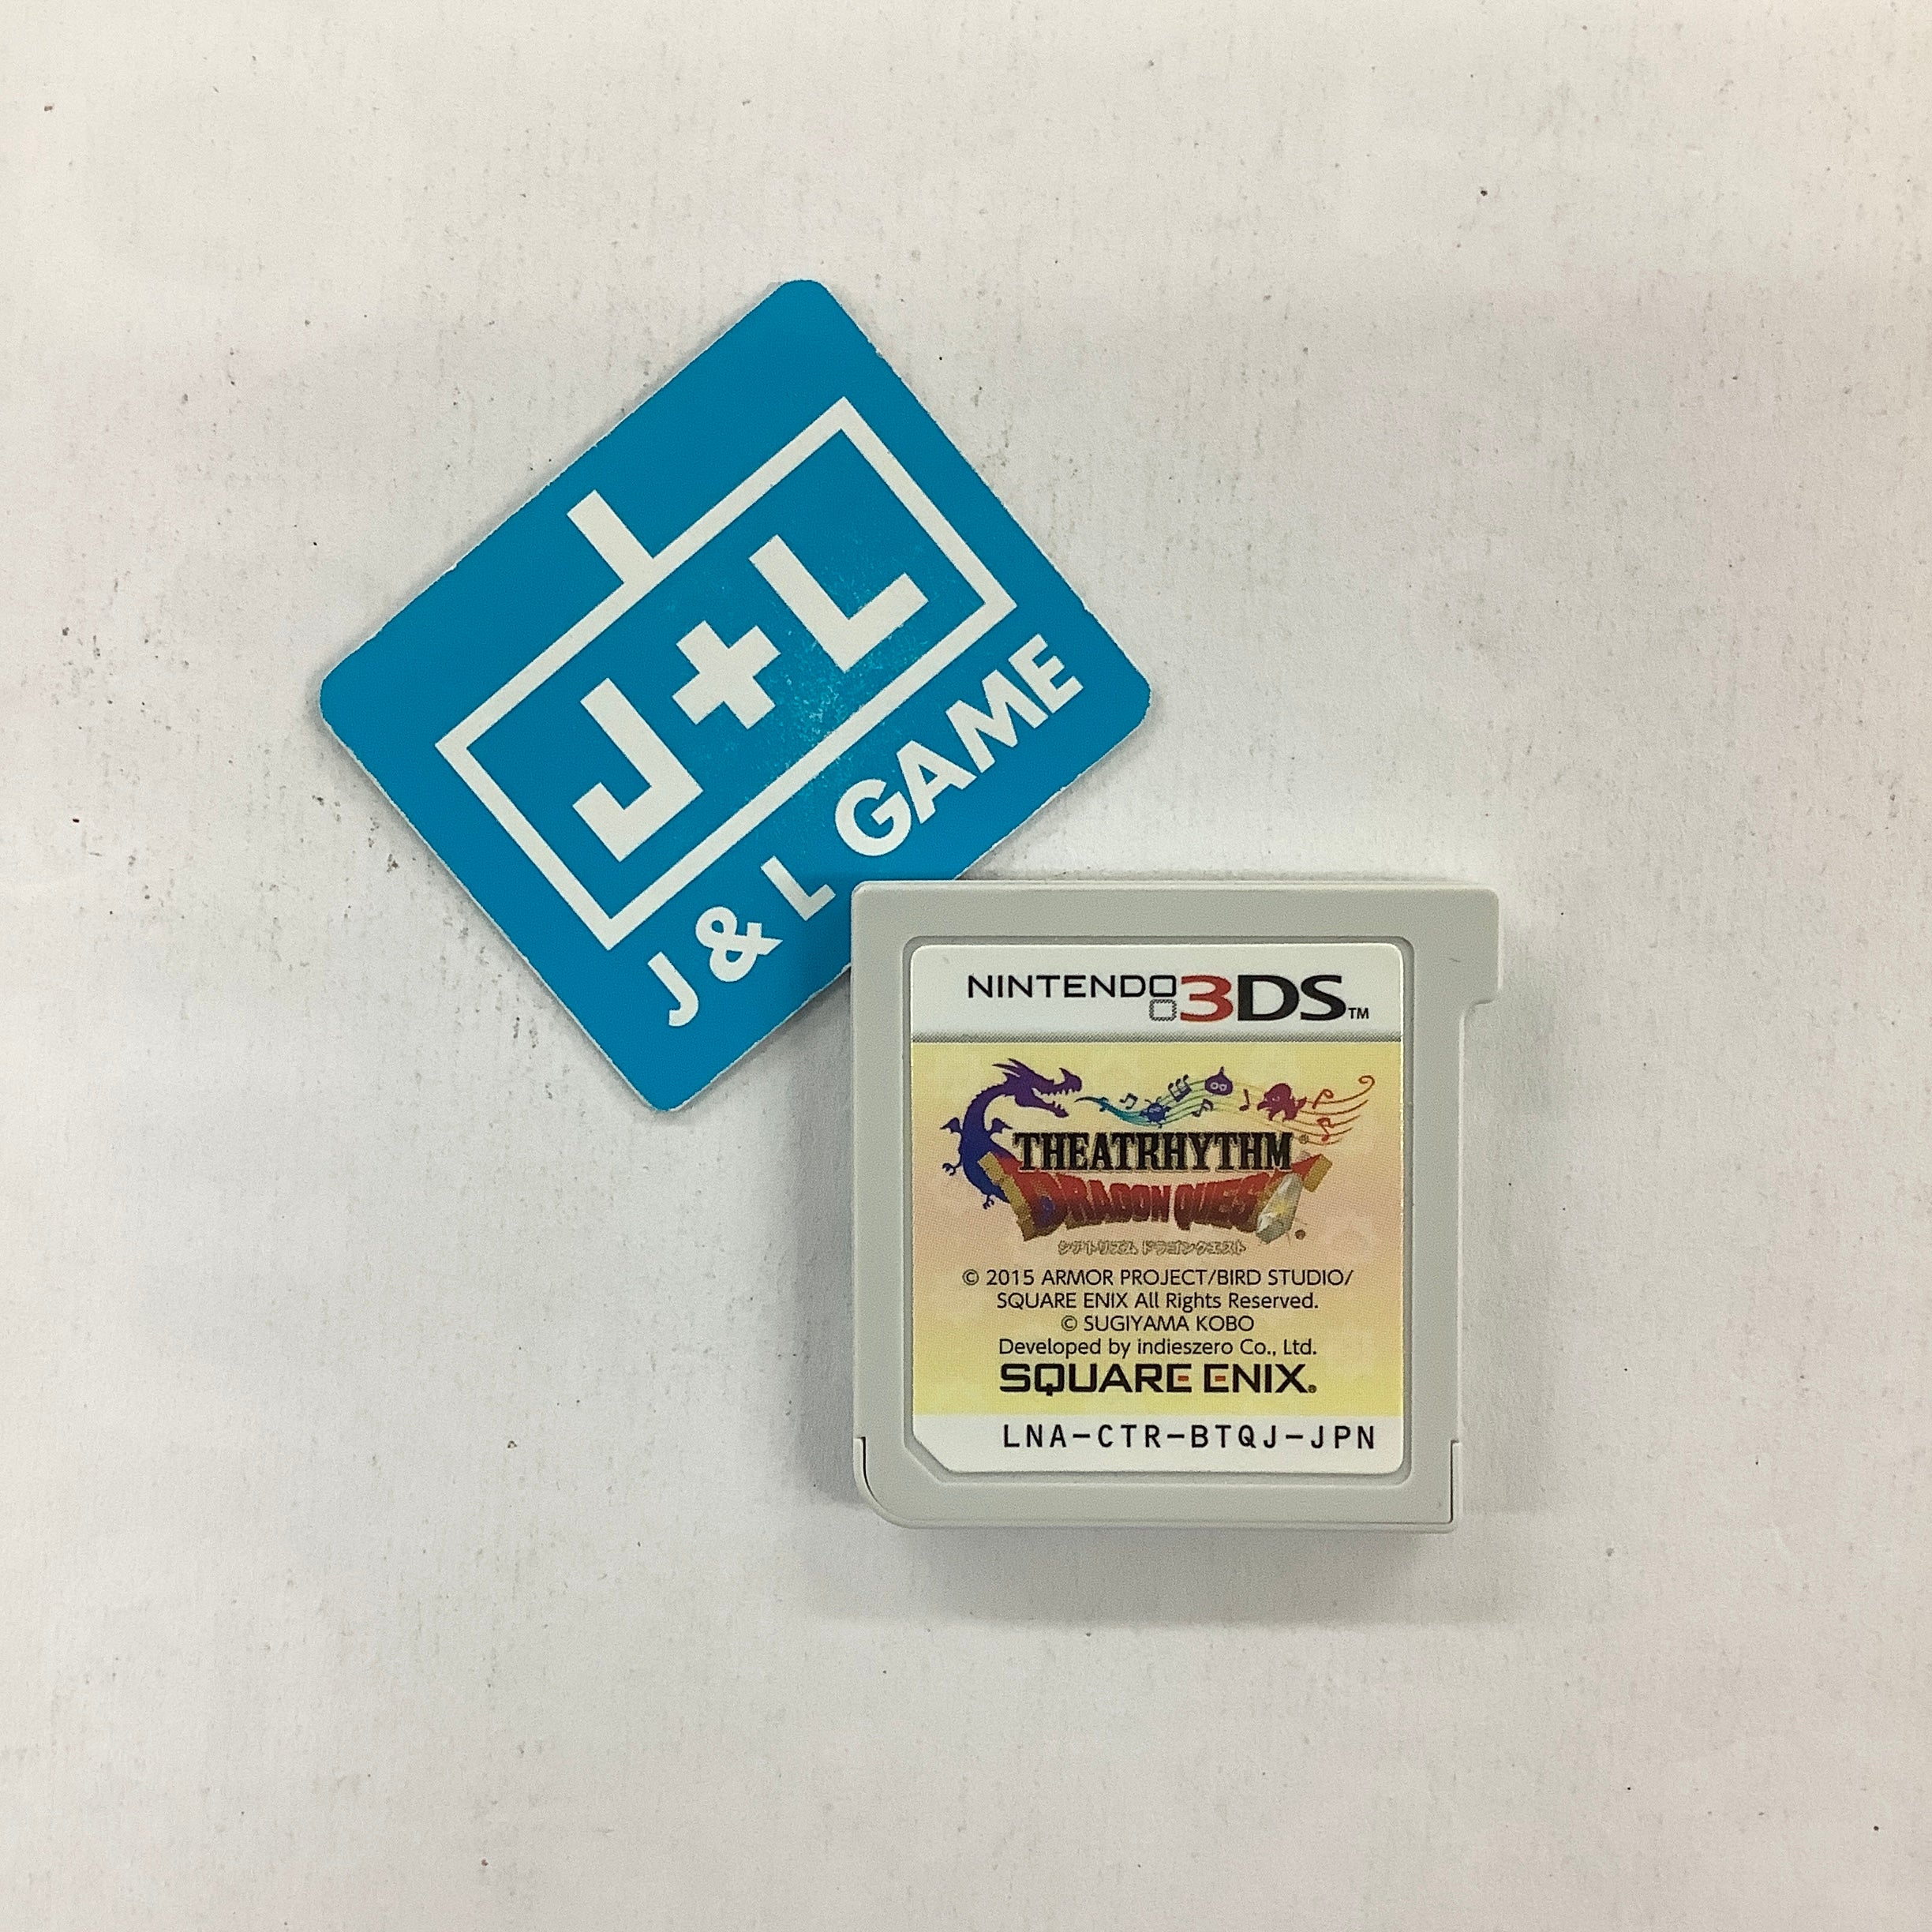 J+L
J & L GAME
NINTENDO 3DS™
THEATRHYTHM®
DRAGON QUEST®
シアトリズム ドラゴンクエスト
© 2015 ARMOR PROJECT/BIRD STUDIO/
SQUARE ENIX All Rights Reserved.
© SUGIYAMA KOBO
Developed by indieszero Co., Ltd.
SQUARE ENIX®
LNA-CTR-BTQJ-JPN